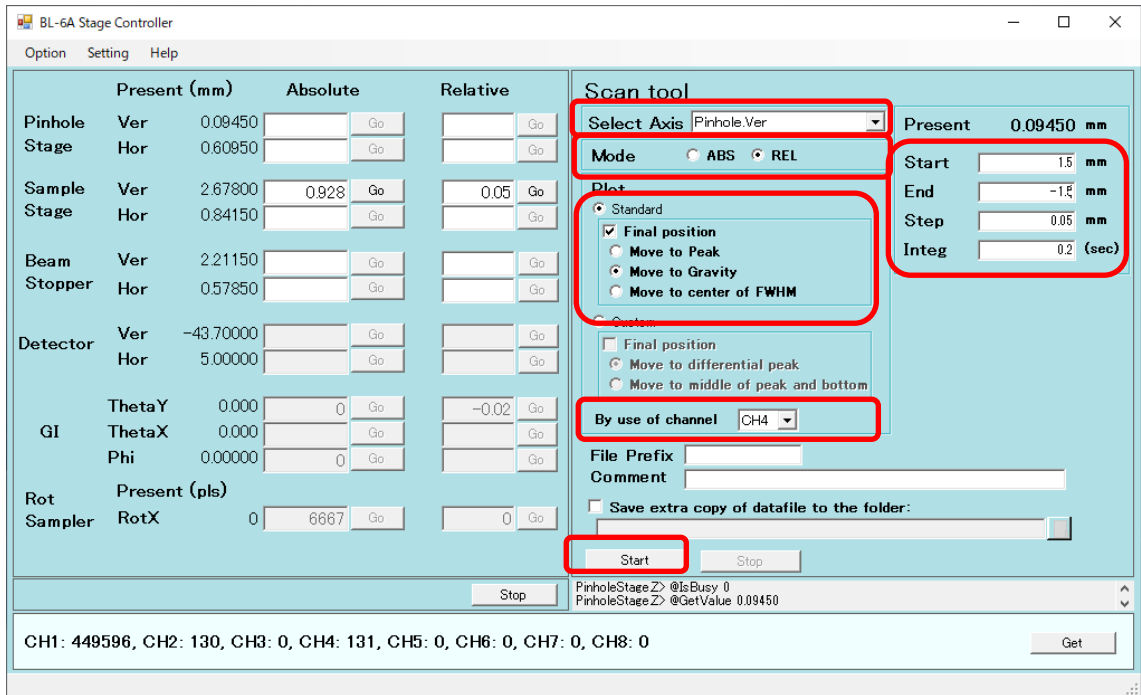 BL-6A Stage Controller
Option Setting Help
Present (mm) Absolute Relative
Pinhole Stage
Ver 0.09450 Go Go
Hor 0.60950 Go Go
Sample Stage
Ver 2.67800 0.928 Go 0.05 Go
Hor 0.84150 Go Go
Beam Stopper
Ver 2.21150 Go Go
Hor 0.57850 Go Go
Detector
Ver -43.70000 Go Go
Hor 5.00000 Go Go
GI
ThetaY 0.000 0 Go -0.02 Go
ThetaX 0.000 Go Go
Phi 0.00000 0 Go Go
Present (pls)
Rot Sampler
RotX 0 6667 Go 0 Go
Stop
Scan tool
Select Axis Pinhole.Ver
Mode ABS REL
Plot
Standard
Final position
Move to Peak
Move to Gravity
Move to center of FWHM
Custom
Final position
Move to differential peak
Move to middle of peak and bottom
By use of channel CH4
File Prefix
Comment
Save extra copy of datafile to the folder:
Start Stop
Present 0.09450 mm
Start 1.5 mm
End -1.5 mm
Step 0.05 mm
Integ 0.2 (sec)
PinholeStageZ> @IsBusy 0
PinholeStageZ> @GetValue 0.09450
CH1: 449596, CH2: 130, CH3: 0, CH4: 131, CH5: 0, CH6: 0, CH7: 0, CH8: 0
Get